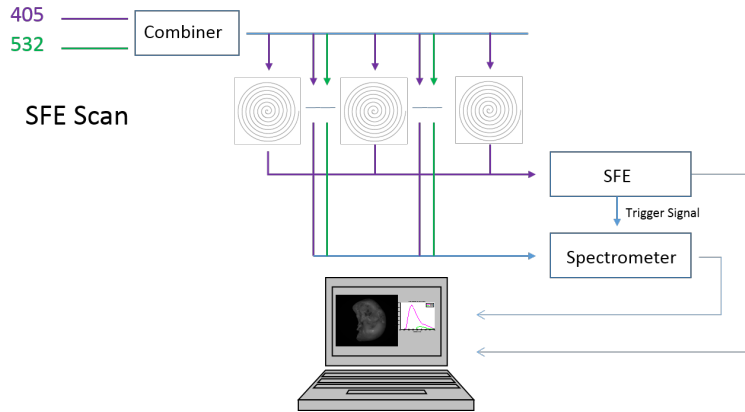 405
532
Combiner
SFE Scan
SFE
Trigger Signal
Spectrometer